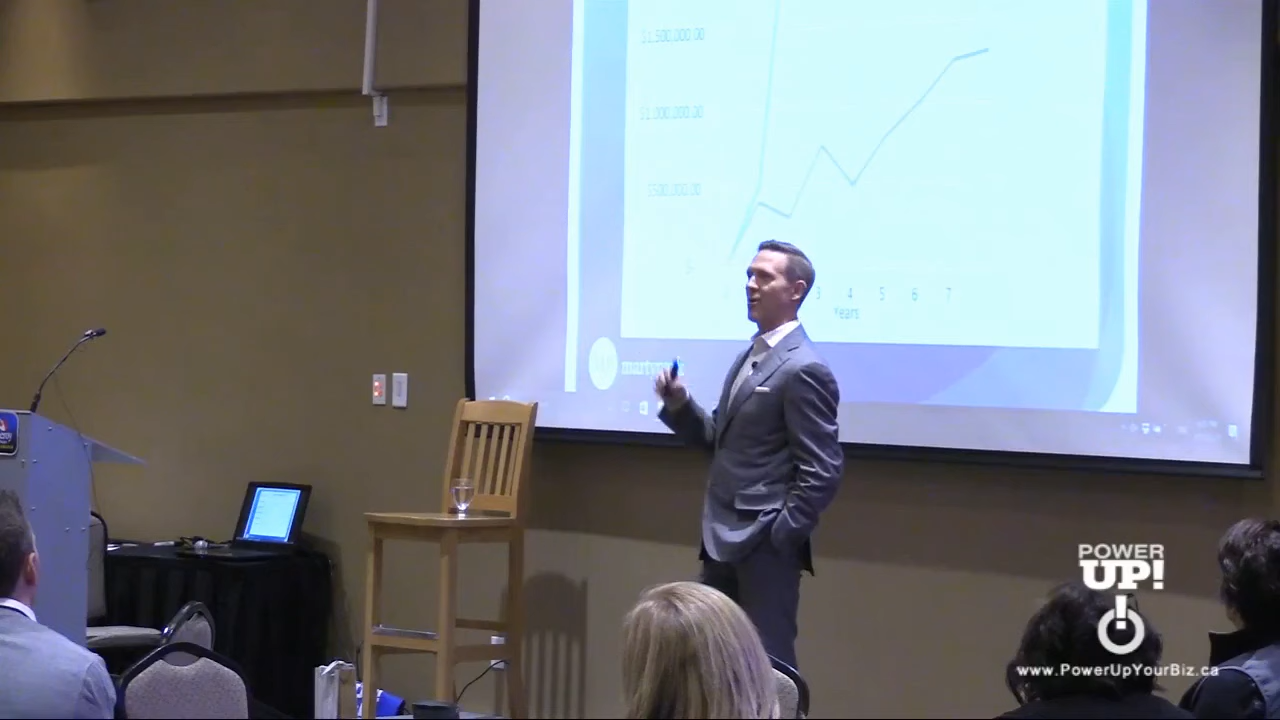 $1,500,000.00
$1,000,000.00
$500,000.00
$-
3 4 5 6 7
Years
POWER
UP!
www.PowerUpYourBiz.ca